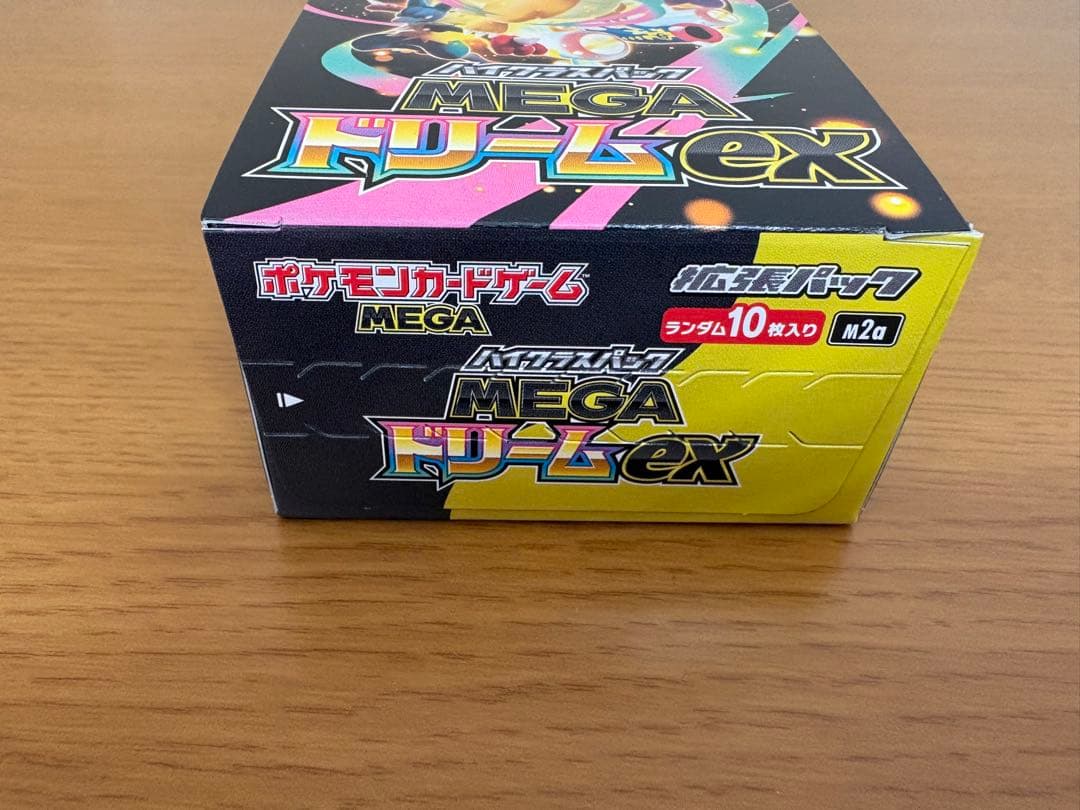 ハイクラスパック
MEGA
ドリームex
ポケモンカードゲーム™
MEGA
拡張パック
ランダム10枚入り
M2a
ハイクラスパック
MEGA
ドリームex